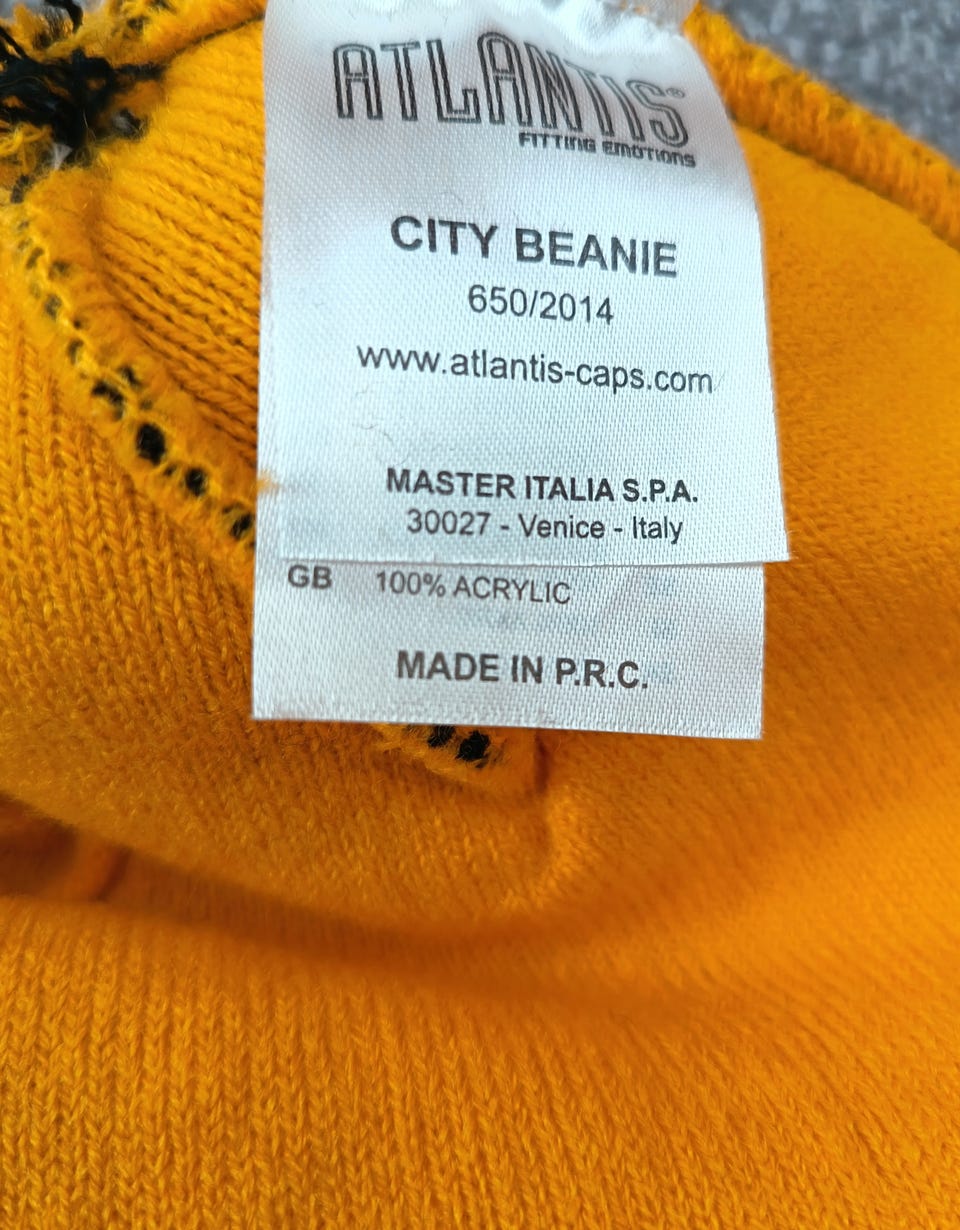 ATLANTIS®
FITTING EMOTIONS
CITY BEANIE
650/2014
www.atlantis-caps.com
MASTER ITALIA S.P.A.
30027 - Venice - Italy
GB 100% ACRYLIC
MADE IN P.R.C.